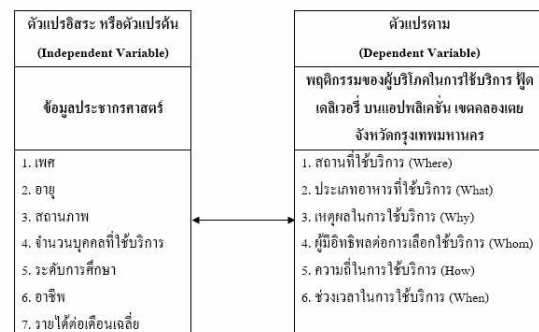 ตัวแปรอิสระ หรือตัวแปรต้น
(Independent Variable)
ข้อมูลประชากรศาสตร์
1. เพศ
2. อายุ
3. สถานภาพ
4. จำนวนบุคคลที่ใช้บริการ
5. ระดับการศึกษา
6. อาชีพ
7. รายได้ต่อเดือนเฉลี่ย
ตัวแปรตาม
(Dependent Variable)
พฤติกรรมของผู้บริโภคในการใช้บริการ ฟู้ด
เดลิเวอรี่ บนแอปพลิเคชั่น เขตคลองเตย
จังหวัดกรุงเทพมหานคร
1. สถานที่ใช้บริการ (Where)
2. ประเภทอาหารที่ใช้บริการ (What)
3. เหตุผลในการใช้บริการ (Why)
4. ผู้มีอิทธิพลต่อการเลือกใช้บริการ (Whom)
5. ความถี่ในการใช้บริการ (How)
6. ช่วงเวลาในการใช้บริการ (When)